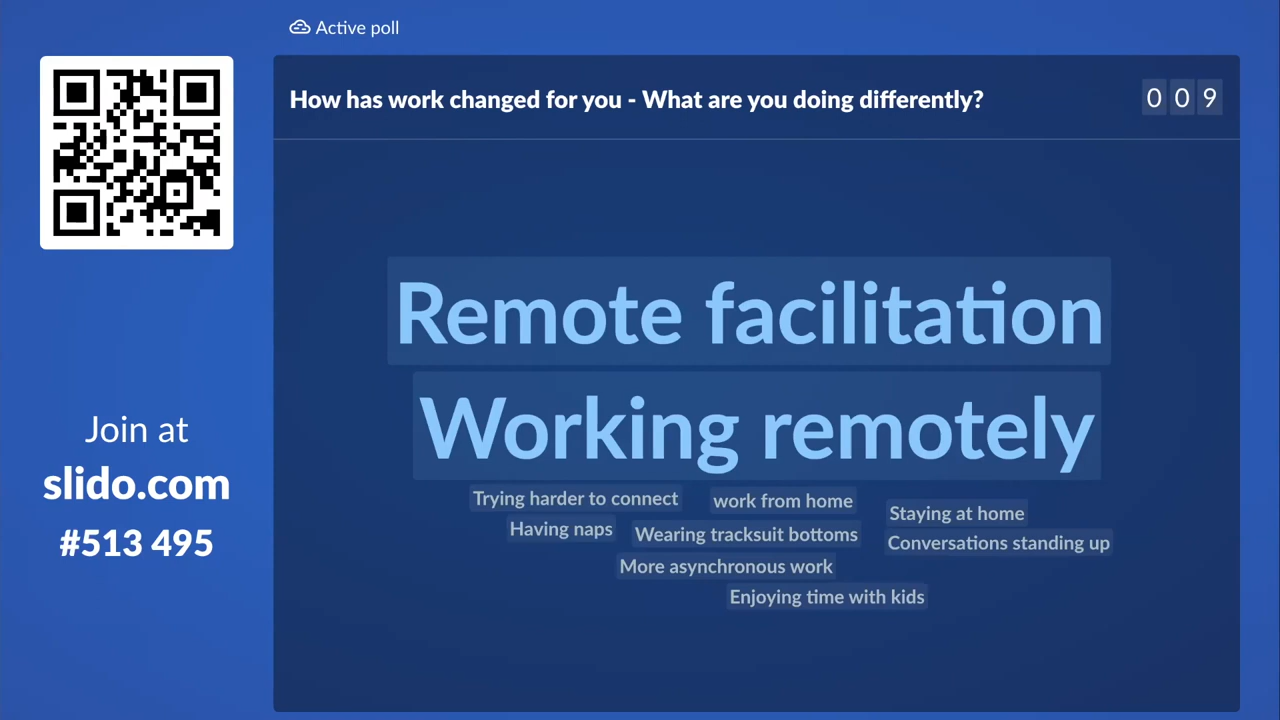 Active poll
How has work changed for you - What are you doing differently?
009
Remote facilitation
Working remotely
Trying harder to connect
work from home
Staying at home
Having naps
Wearing tracksuit bottoms
Conversations standing up
More asynchronous work
Enjoying time with kids
Join at
slido.com
#513 495